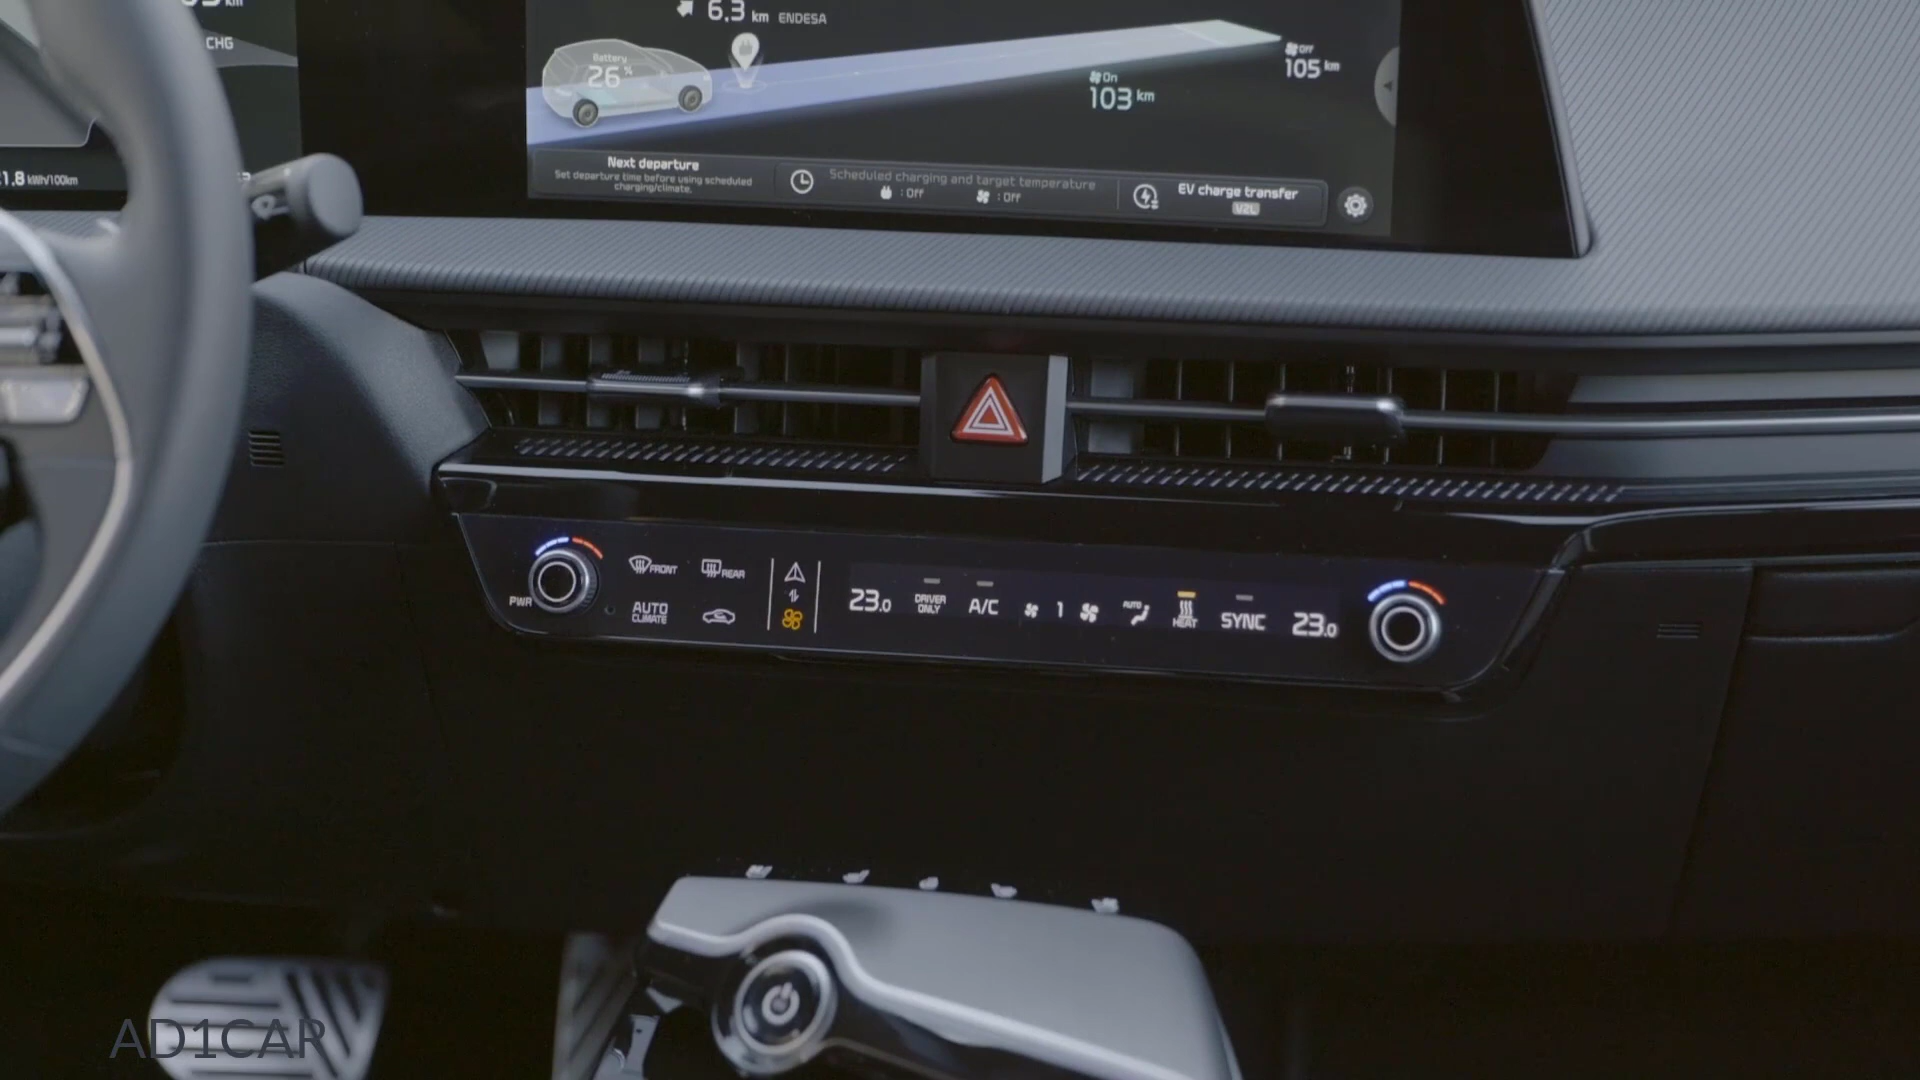 km
CHG
1.8 kWh/100km
6.3 km ENDESA
Battery
26 %
On
103 km
Off
105 km
Next departure
Set departure time before using scheduled
charging/climate.
Scheduled charging and target temperature
: Off : Off
EV charge transfer
V2L
PWR
FRONT
REAR
AUTO
CLIMATE
23.0
DRIVER
ONLY
A/C
1
AUTO
HEAT
SYNC
23.0
AD1CAR